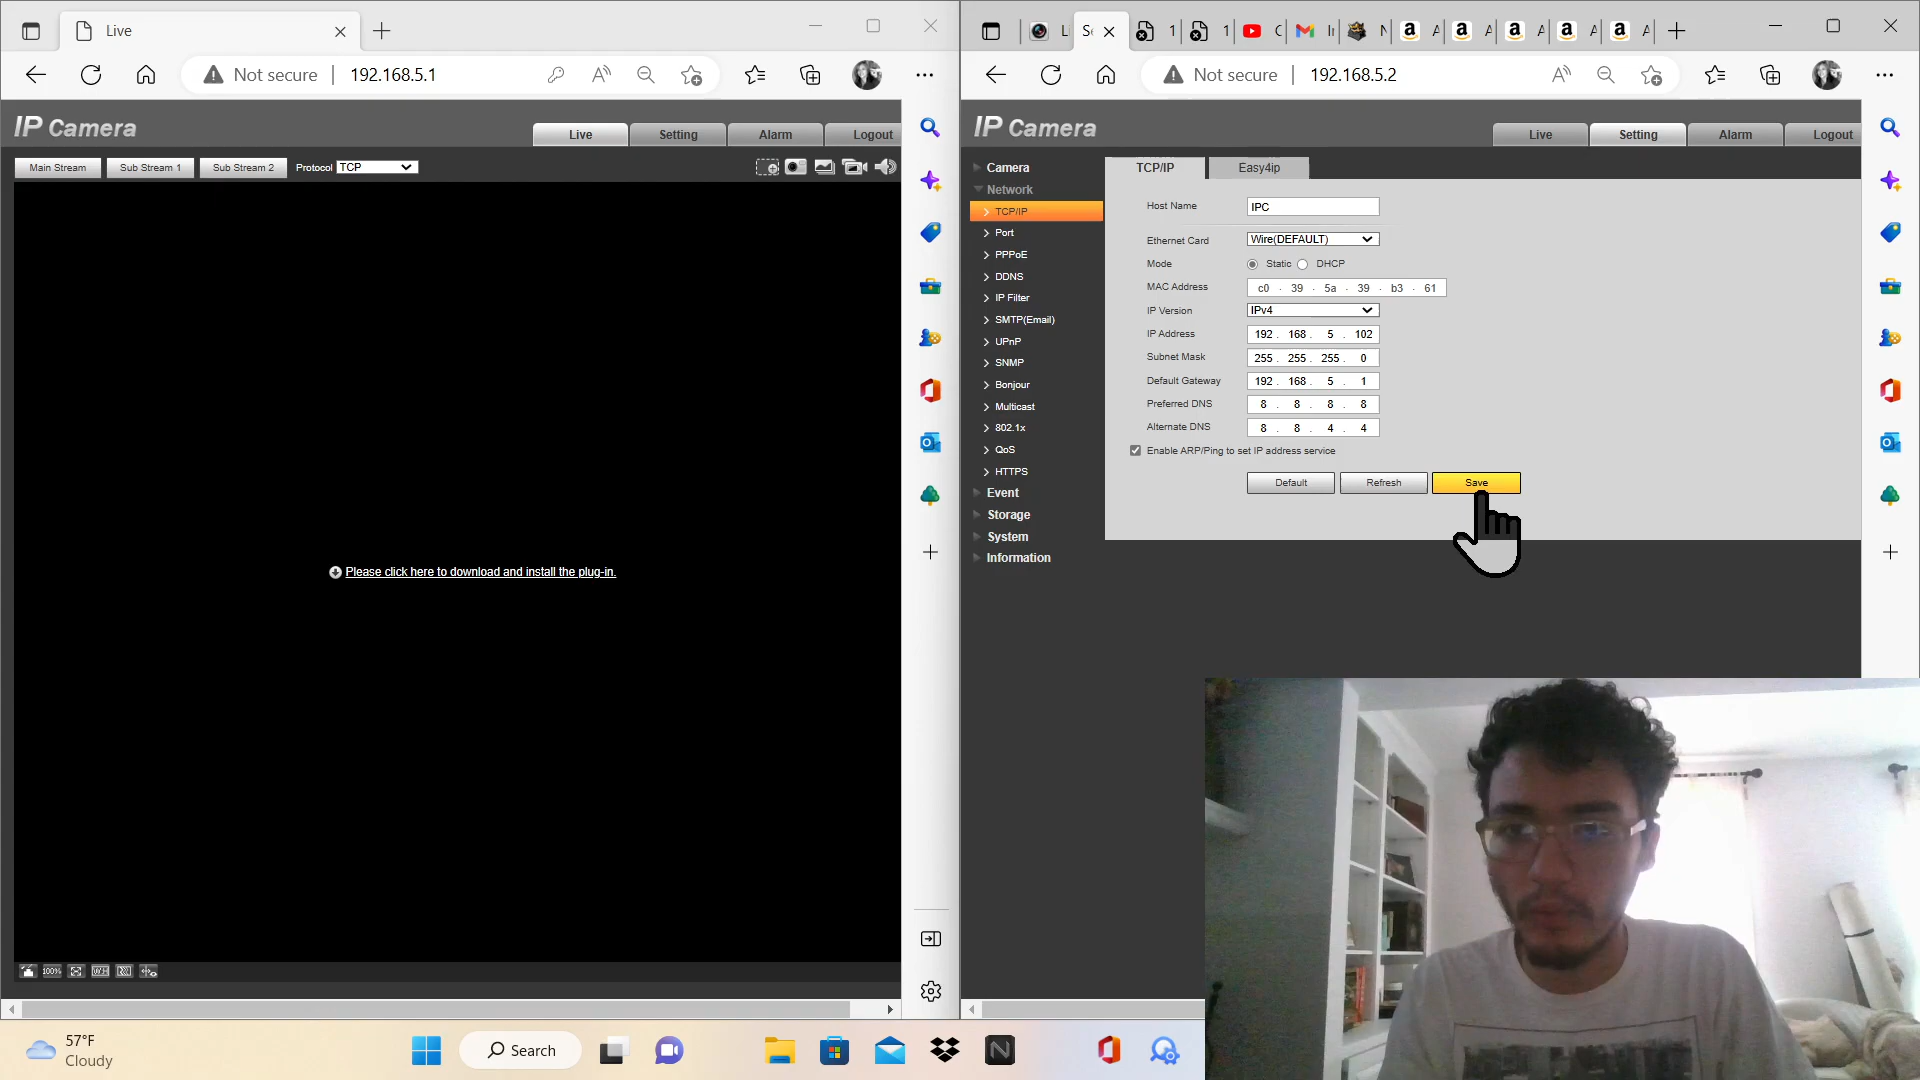 Live
Not secure
192.168.5.1
IP Camera
Live
Setting
Alarm
Logout
Main Stream
Sub Stream 1
Sub Stream 2
Protocol
TCP
Please click here to download and install the plug-in.
100%
L
Se
1
1
C
Ir
N
A
A
A
A
A
Not secure
192.168.5.2
IP Camera
Live
Setting
Alarm
Logout
Camera
Network
TCP/IP
Port
PPPoE
DDNS
IP Filter
SMTP(Email)
UPnP
SNMP
Bonjour
Multicast
802.1x
QoS
HTTPS
Event
Storage
System
Information
TCP/IP
Easy4ip
Host Name
IPC
Ethernet Card
Wire(DEFAULT)
Mode
Static
DHCP
MAC Address
c0 . 39 . 5a . 39 . b3 . 61
IP Version
IPv4
IP Address
192 . 168 . 5 . 102
Subnet Mask
255 . 255 . 255 . 0
Default Gateway
192 . 168 . 5 . 1
Preferred DNS
8 . 8 . 8 . 8
Alternate DNS
8 . 8 . 4 . 4
Enable ARP/Ping to set IP address service
Default
Refresh
Save
57°F
Cloudy
Search